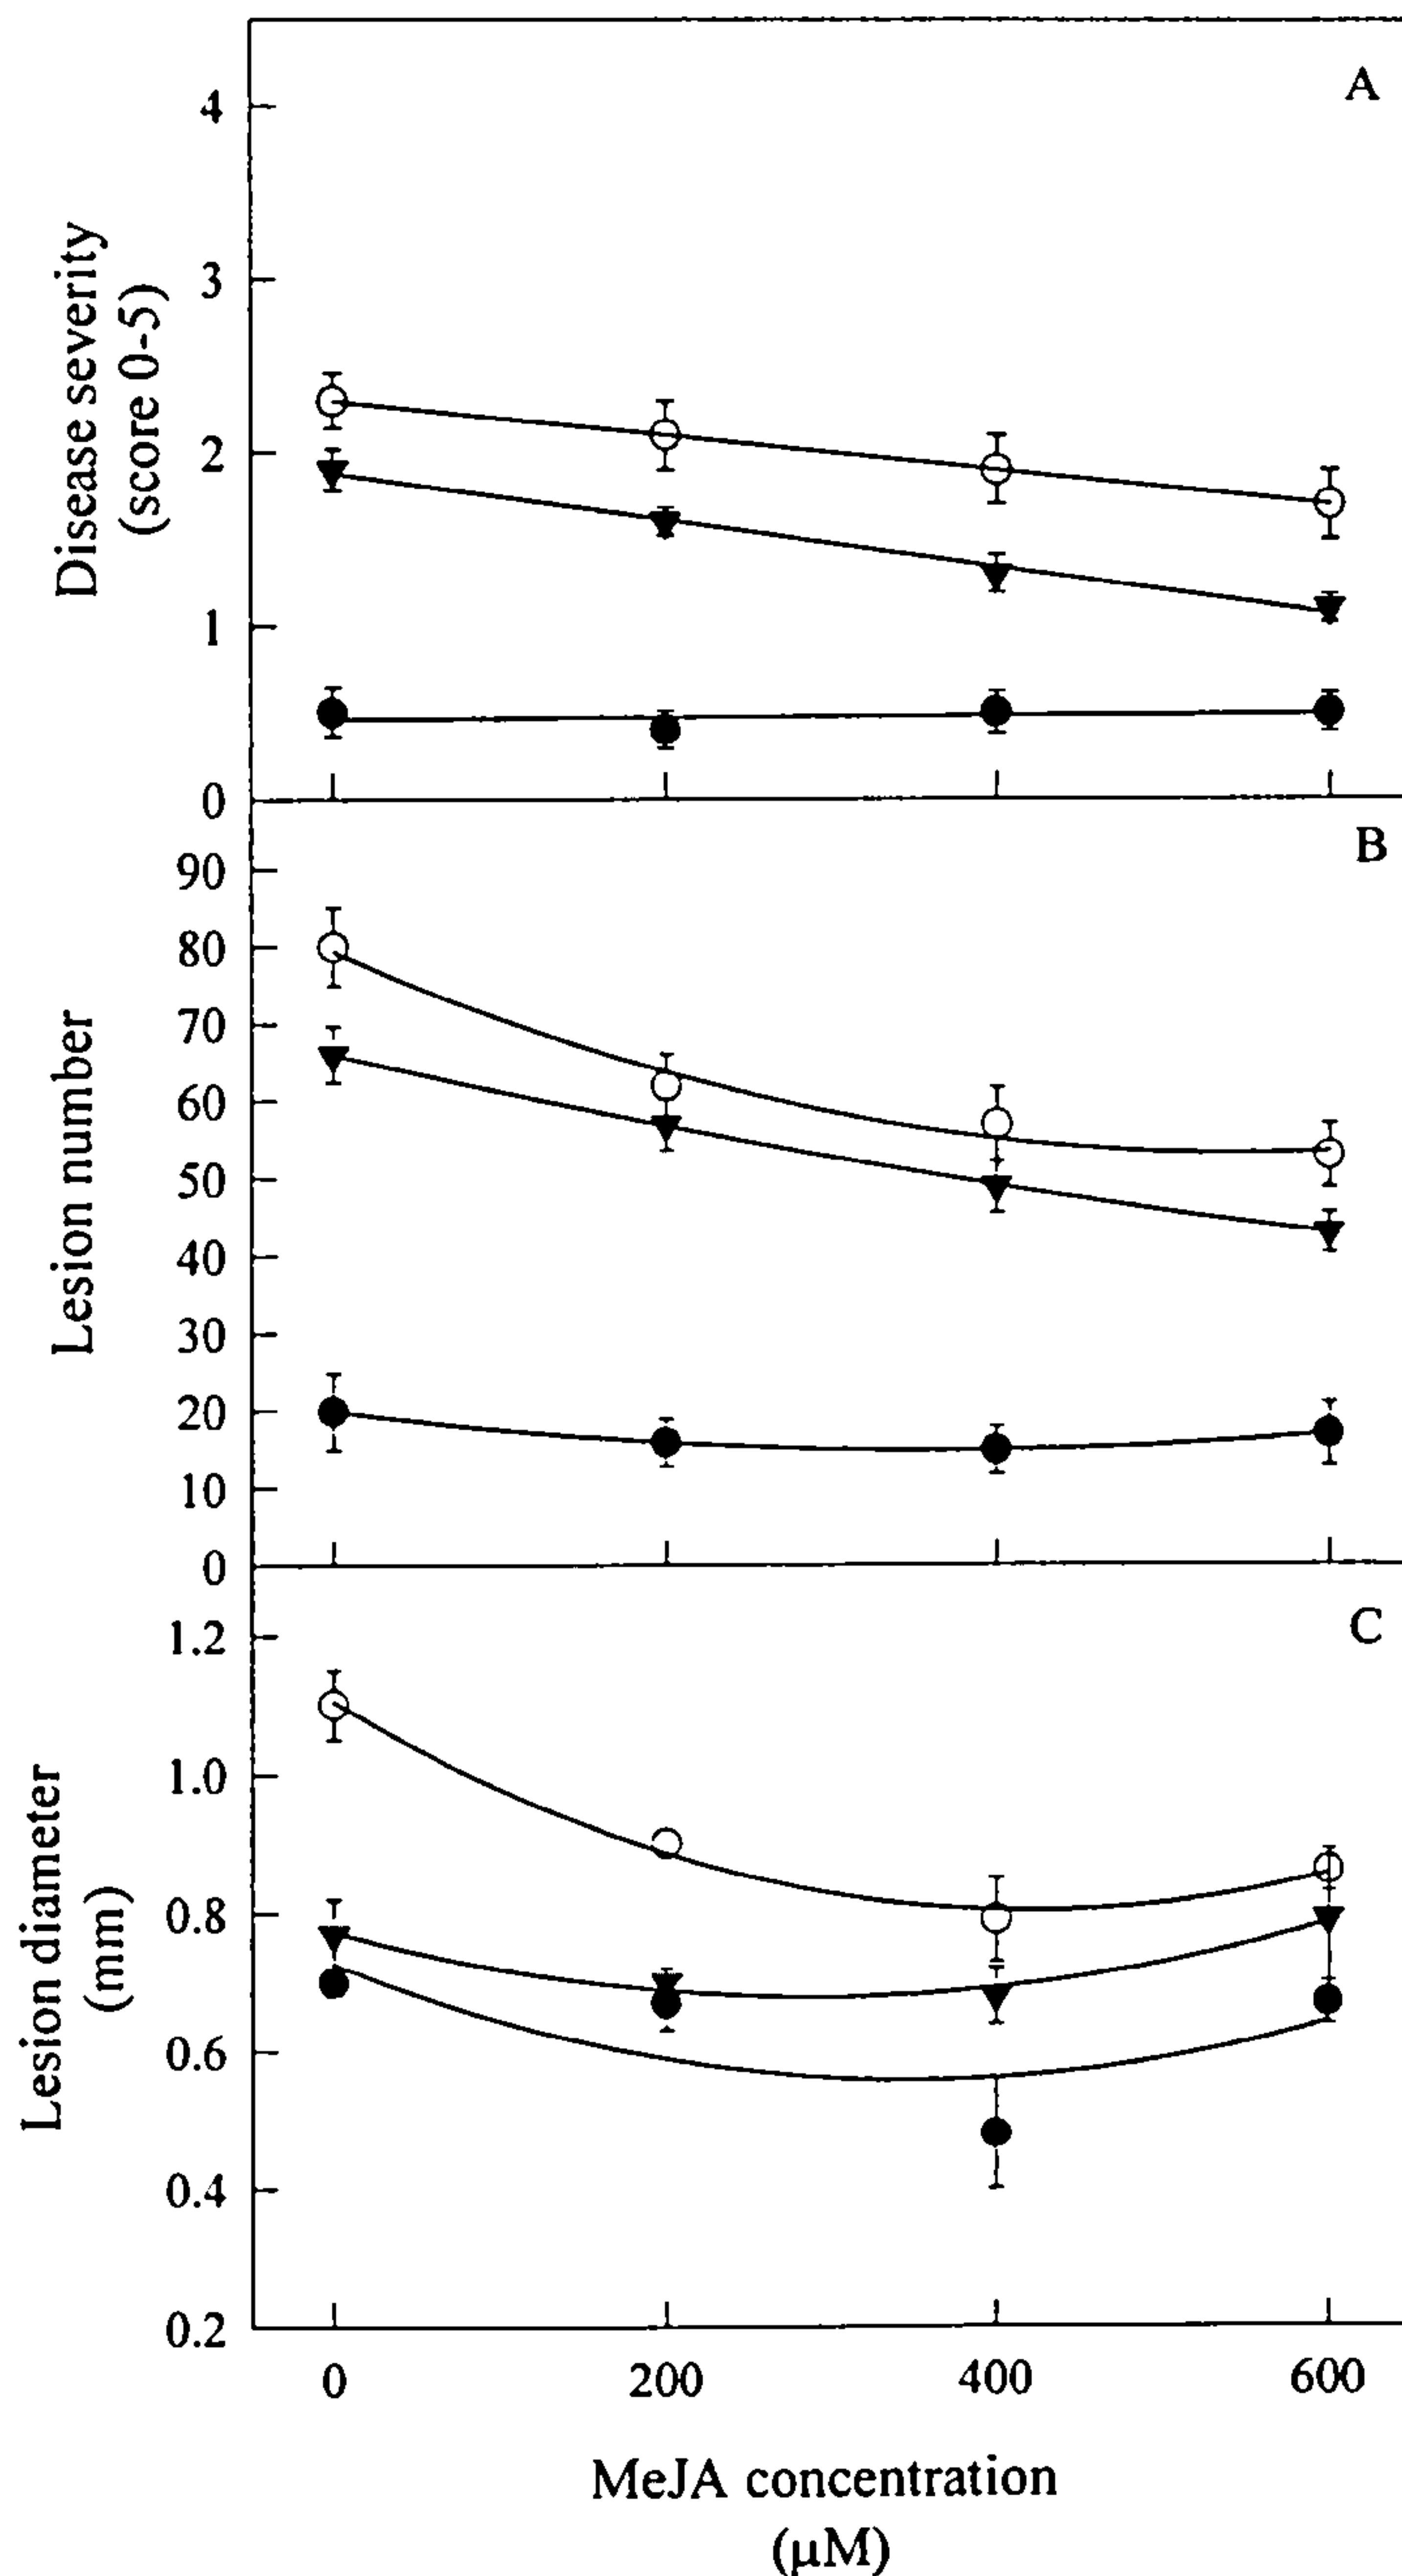 A
Disease severity
(score 0-5)
4
3
2
1
0
B
Lesion number
90
80
70
60
50
40
30
20
10
0
C
Lesion diameter
(mm)
1.2
1.0
0.8
0.6
0.4
0.2
0 200 400 600
MeJA concentration
(μM)